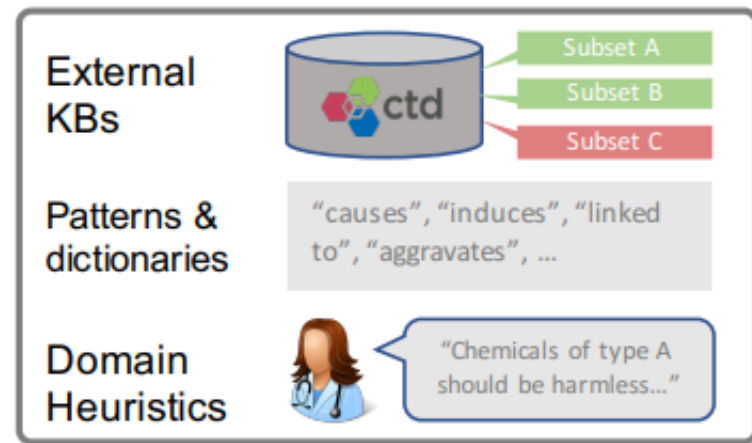 External
KBs
ctd
Subset A
Subset B
Subset C
Patterns &
dictionaries
“causes”, “induces”, “linked
to”, “aggravates”, …
Domain
Heuristics
“Chemicals of type A
should be harmless…”